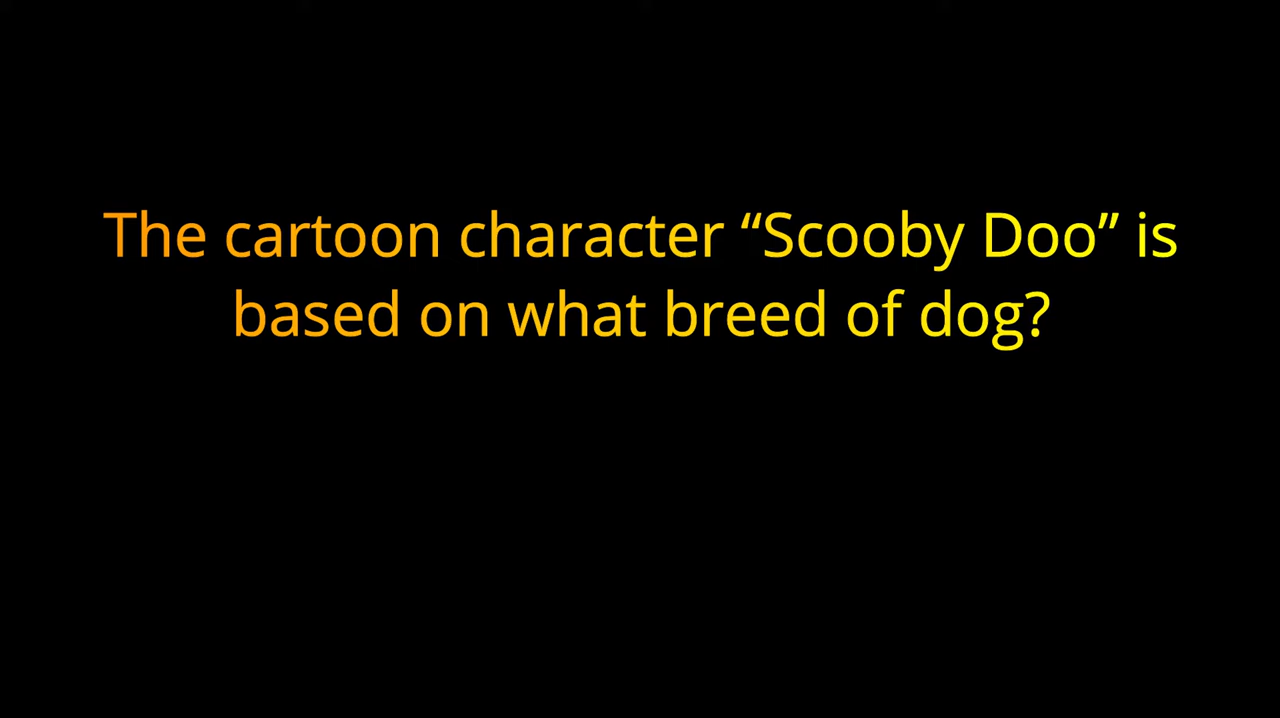 The cartoon character “Scooby Doo” is
based on what breed of dog?